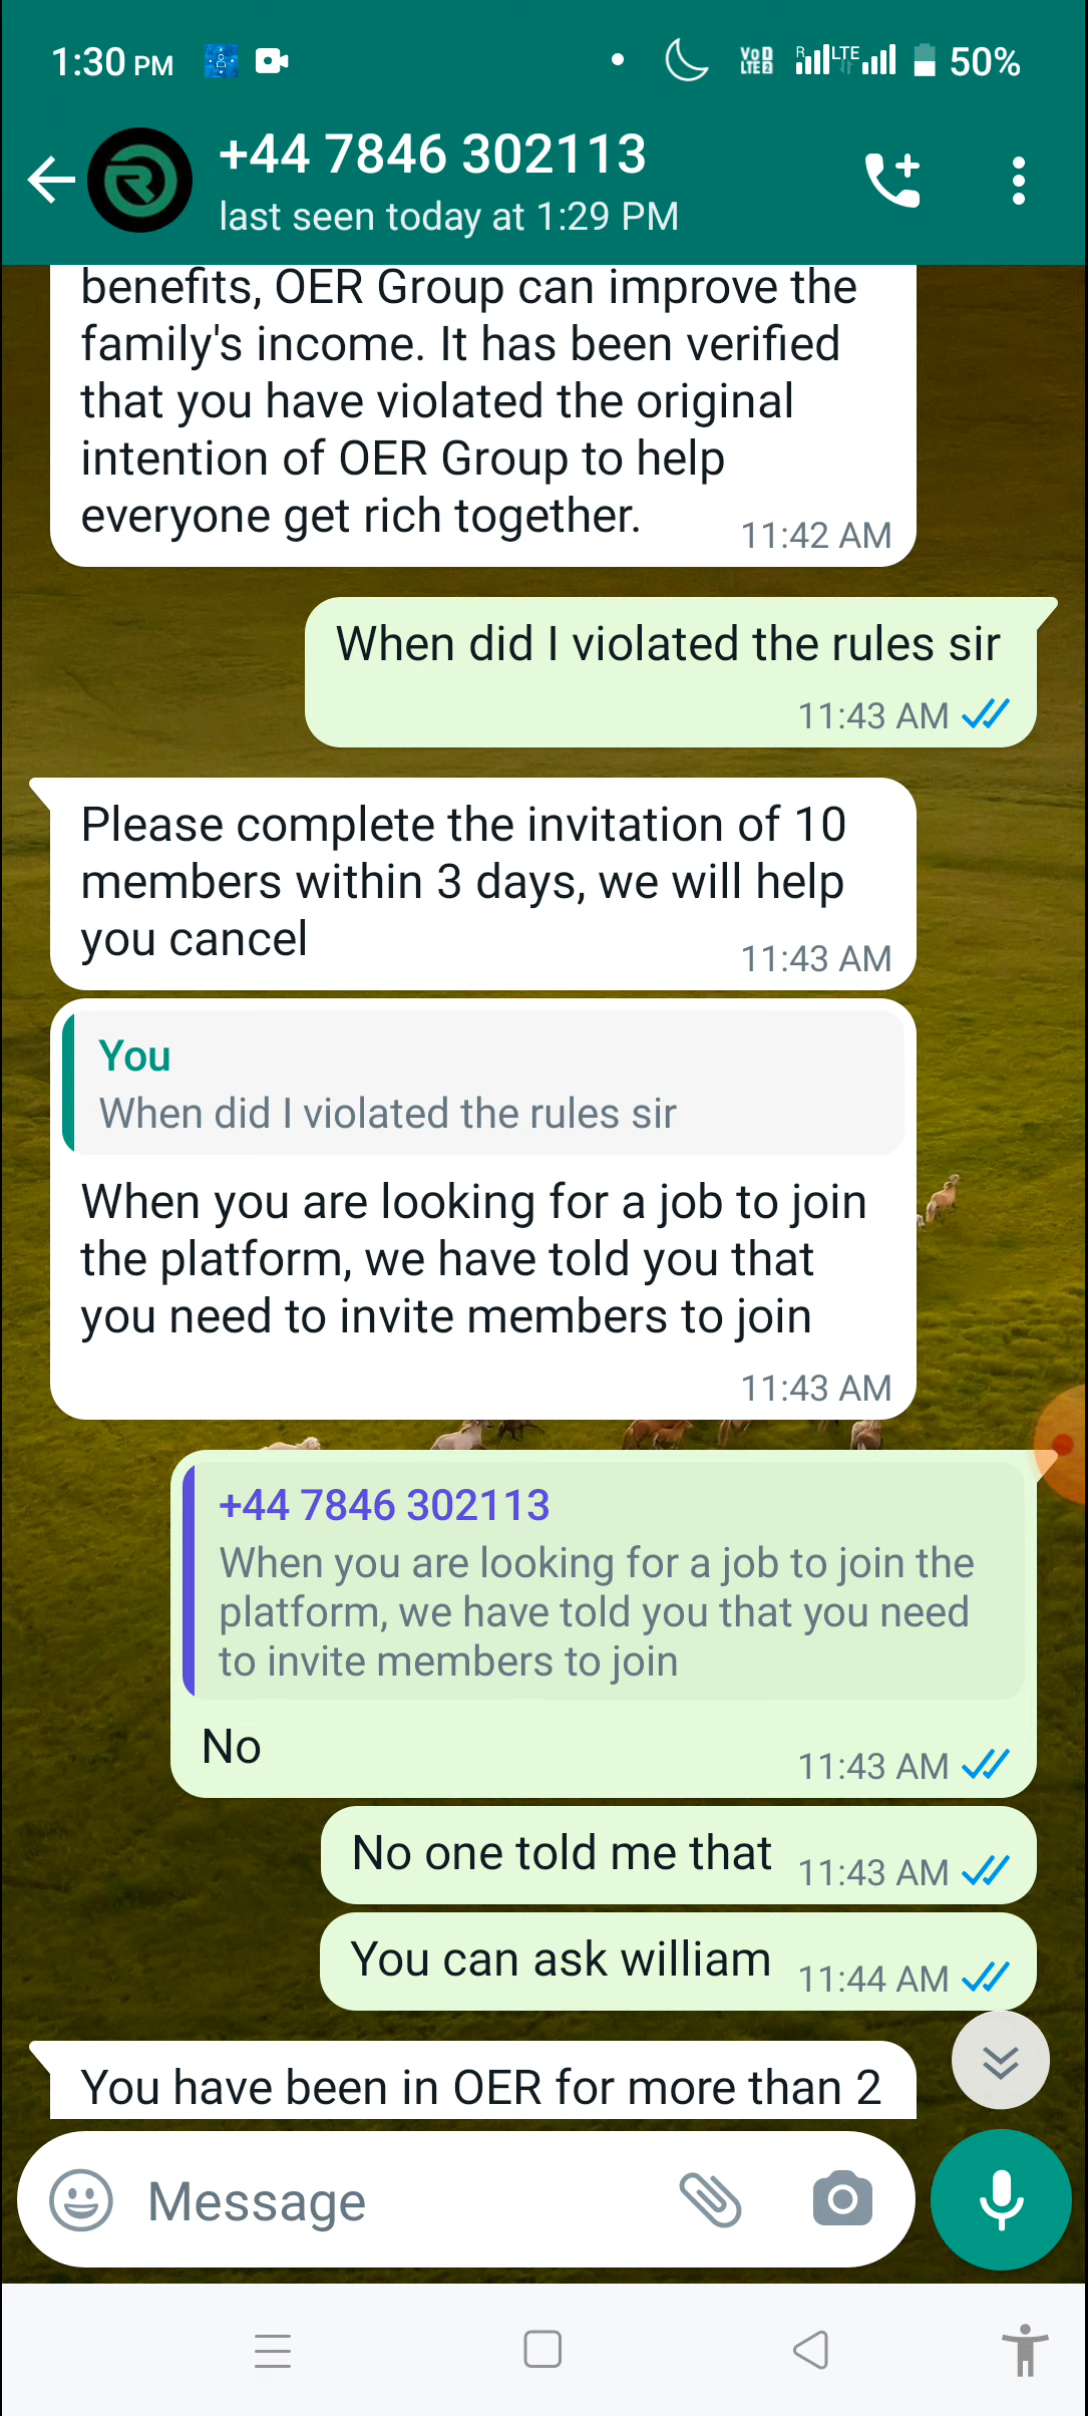 1:30 PM
VoD LTE2 R LTE 50%
+44 7846 302113
last seen today at 1:29 PM
benefits, OER Group can improve the
family's income. It has been verified
that you have violated the original
intention of OER Group to help
everyone get rich together.
11:42 AM
When did I violated the rules sir
11:43 AM
Please complete the invitation of 10
members within 3 days, we will help
you cancel
11:43 AM
You
When did I violated the rules sir
When you are looking for a job to join
the platform, we have told you that
you need to invite members to join
11:43 AM
+44 7846 302113
When you are looking for a job to join the
platform, we have told you that you need
to invite members to join
No
11:43 AM
No one told me that
11:43 AM
You can ask william
11:44 AM
You have been in OER for more than 2
Message